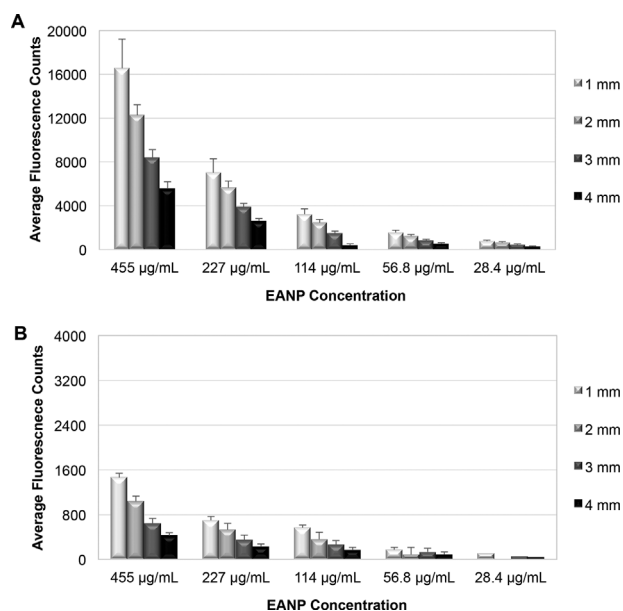 A
20000
16000
12000
8000
4000
0
Average Fluorescence Counts
455 µg/mL 227 µg/mL 114 µg/mL 56.8 µg/mL 28.4 µg/mL
EANP Concentration
1 mm
2 mm
3 mm
4 mm
B
4000
3200
2400
1600
800
0
Average Fluorescnece Counts
455 µg/mL 227 µg/mL 114 µg/mL 56.8 µg/mL 28.4 µg/mL
EANP Concentration
1 mm
2 mm
3 mm
4 mm